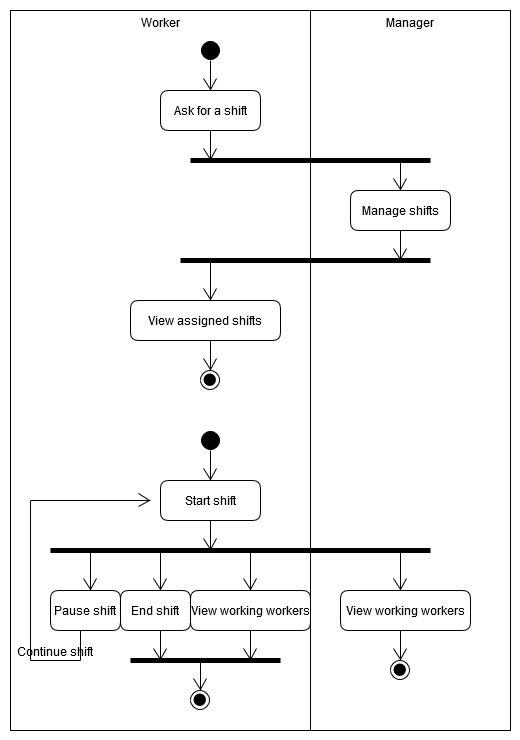 Worker
Manager
Ask for a shift
Manage shifts
View assigned shifts
Start shift
Pause shift
End shift
View working workers
View working workers
Continue shift